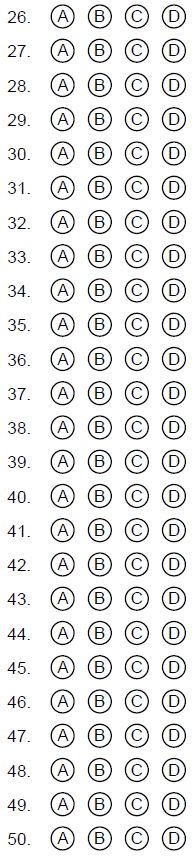 26. A B C D
27. A B C D
28. A B C D
29. A B C D
30. A B C D
31. A B C D
32. A B C D
33. A B C D
34. A B C D
35. A B C D
36. A B C D
37. A B C D
38. A B C D
39. A B C D
40. A B C D
41. A B C D
42. A B C D
43. A B C D
44. A B C D
45. A B C D
46. A B C D
47. A B C D
48. A B C D
49. A B C D
50. A B C D